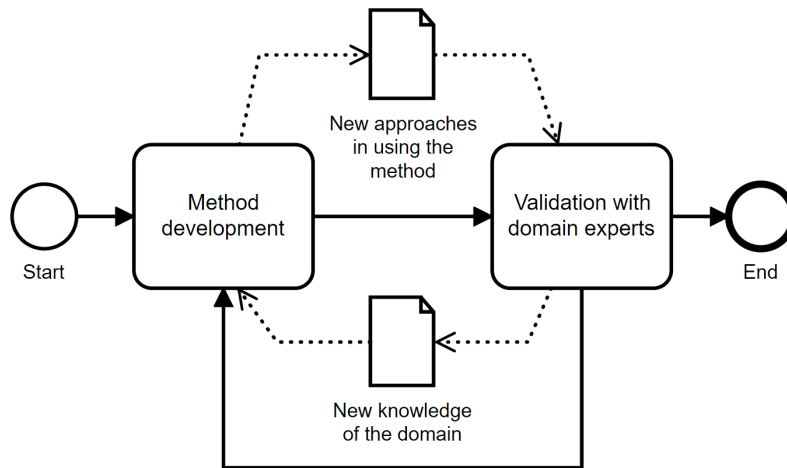 New approaches
in using the
method
Method
development
Validation with
domain experts
Start
End
New knowledge
of the domain